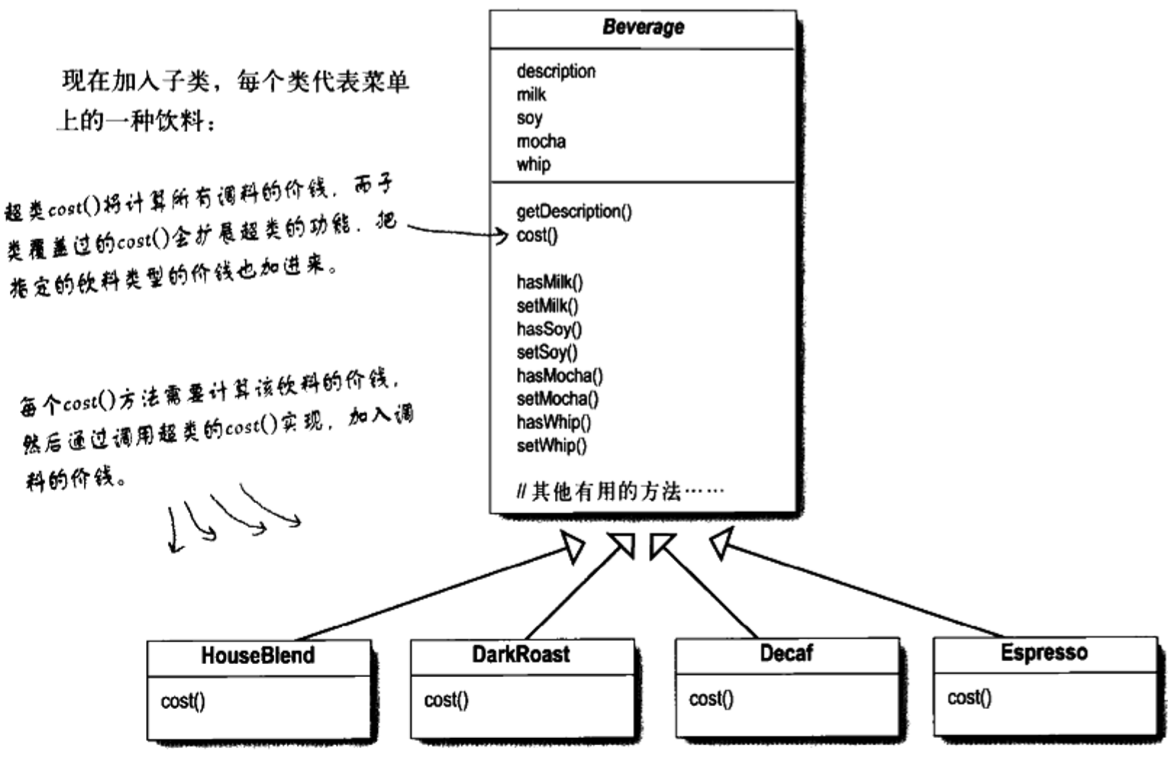 现在加入子类，每个类代表菜单
上的一种饮料：
超类cost()将计算所有调料的价钱，而子
类覆盖过的cost()会扩展超类的功能，把
指定的饮料类型的价钱也加进来。
每个cost()方法需要计算该饮料的价钱，
然后通过调用超类的cost()实现，加入调
料的价钱。
Beverage
description
milk
soy
mocha
whip
getDescription()
cost()
hasMilk()
setMilk()
hasSoy()
setSoy()
hasMocha()
setMocha()
hasWhip()
setWhip()
// 其他有用的方法……
HouseBlend
cost()
DarkRoast
cost()
Decaf
cost()
Espresso
cost()